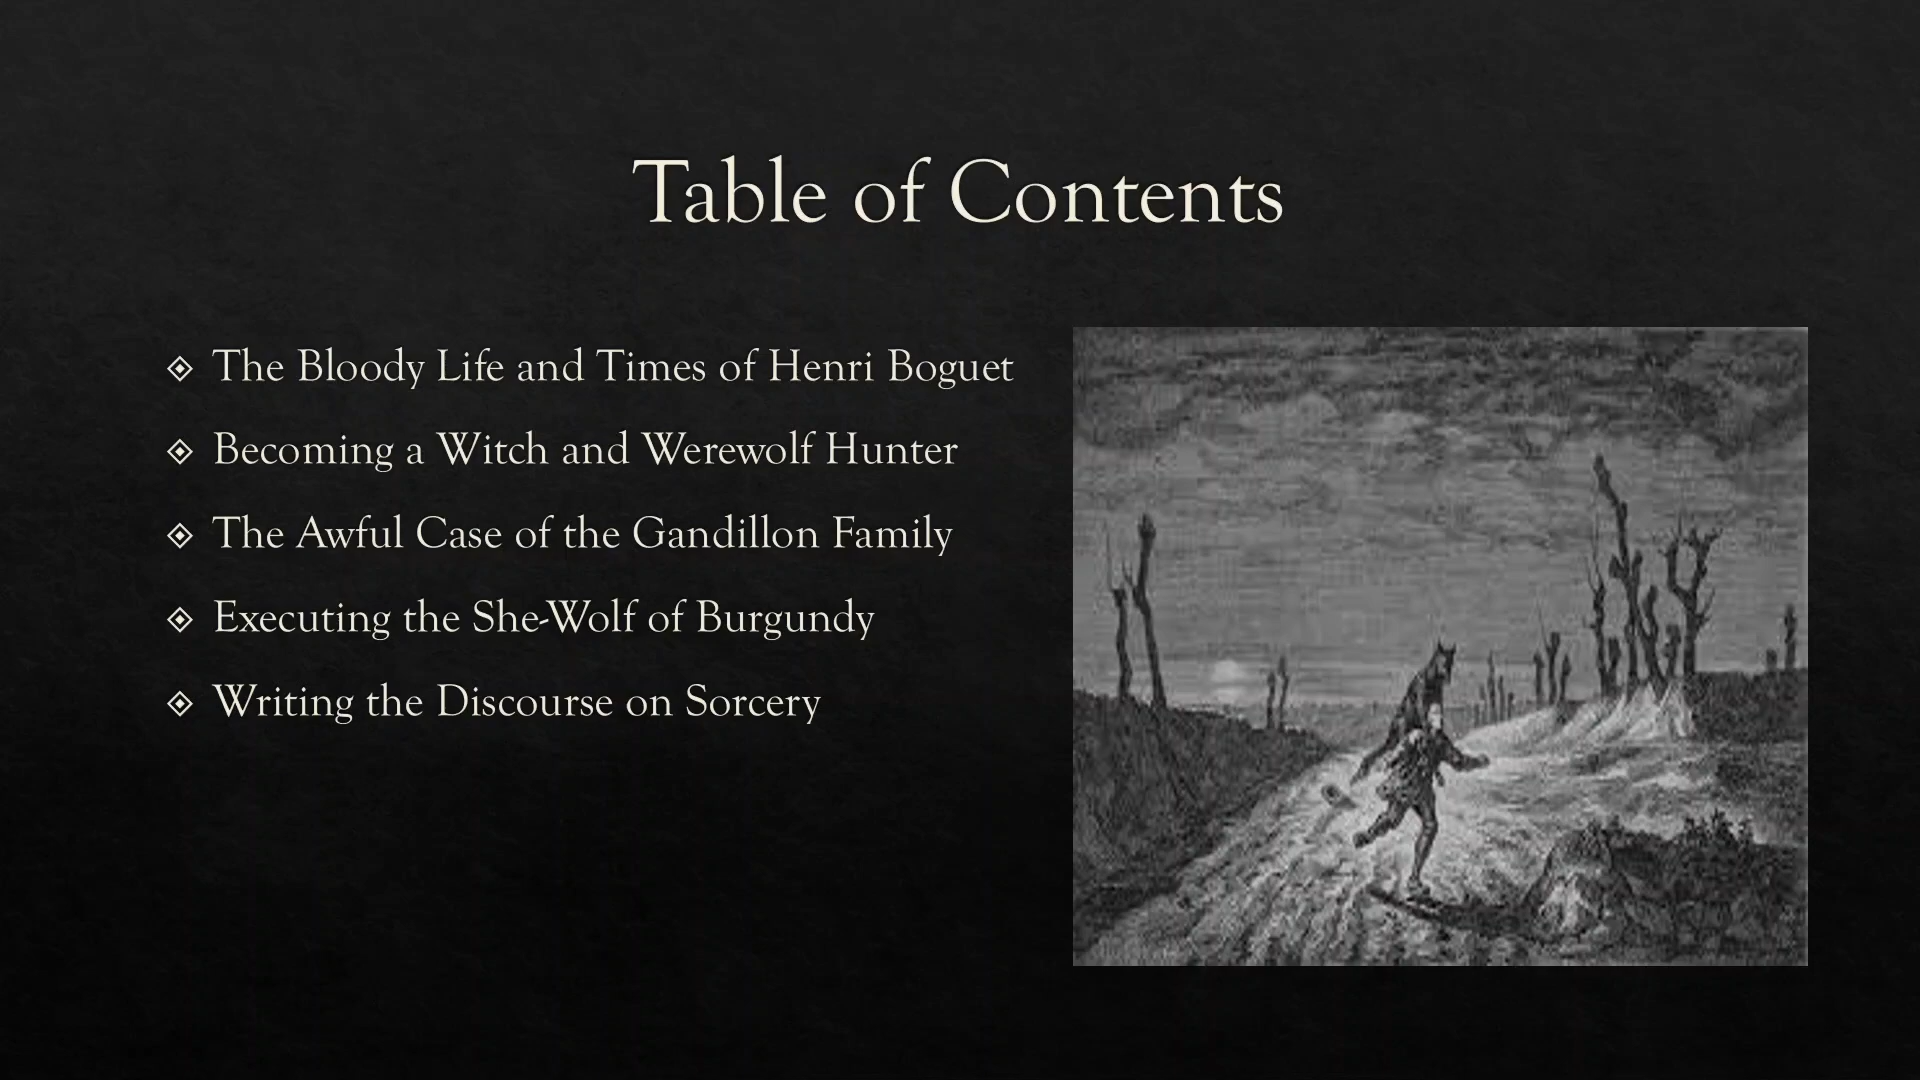 Table of Contents
The Bloody Life and Times of Henri Boguet
Becoming a Witch and Werewolf Hunter
The Awful Case of the Gandillon Family
Executing the She-Wolf of Burgundy
Writing the Discourse on Sorcery